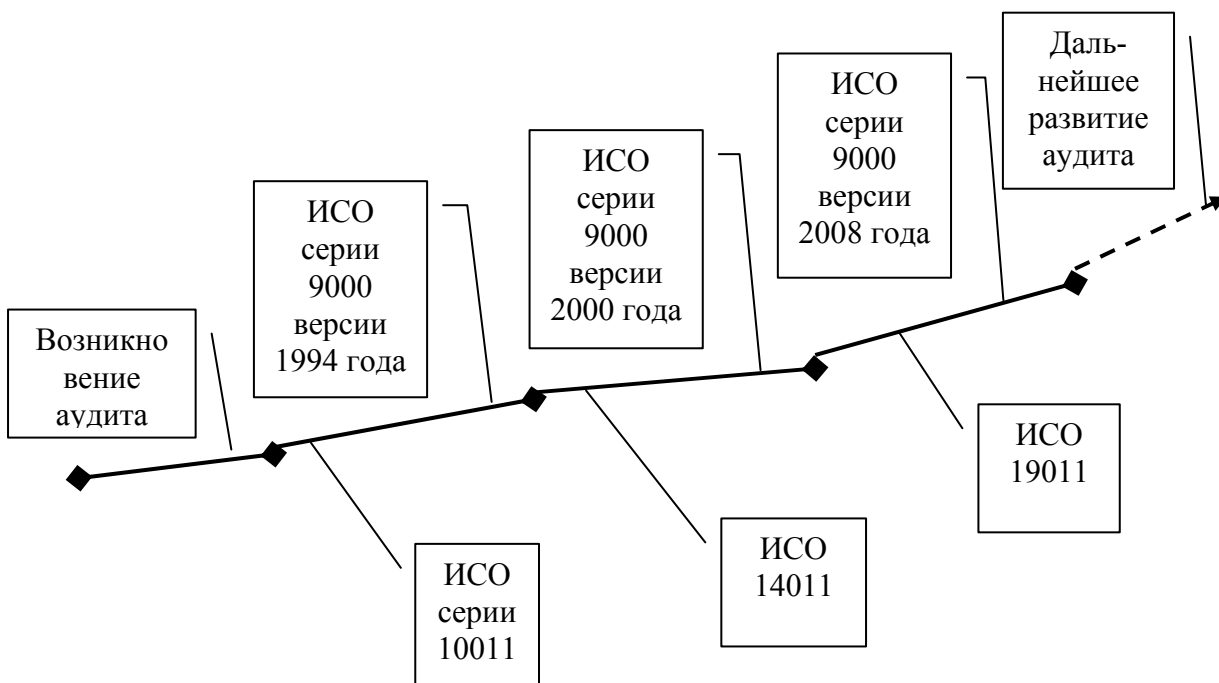 Возникно
вение
аудита
ИСО
серии
9000
версии
1994 года
ИСО
серии
9000
версии
2000 года
ИСО
серии
9000
версии
2008 года
Даль-
нейшее
развитие
аудита
ИСО
серии
10011
ИСО
14011
ИСО
19011